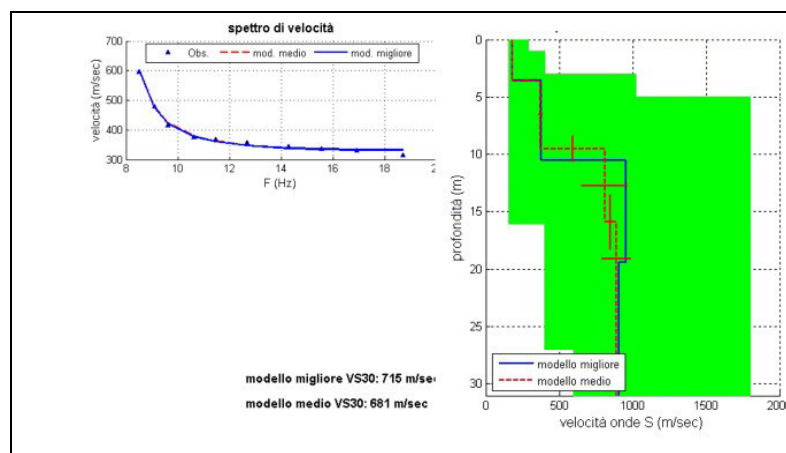 spettro di velocità
700
600
500
400
300
velocità (m/sec)
Obs.
mod. medio
mod. migliore
8
10
12
14
16
18
F (Hz)
modello migliore VS30: 715 m/sec
modello medio VS30: 681 m/sec
0
5
10
15
20
25
30
profondità (m)
modello migliore
modello medio
0
500
1000
1500
200
velocità onde S (m/sec)